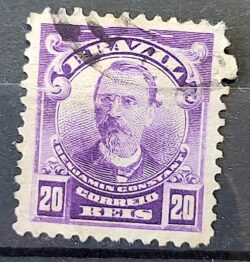 BRAZIL
BENJAMIN CONSTANT
CORREIO
20 REIS 20